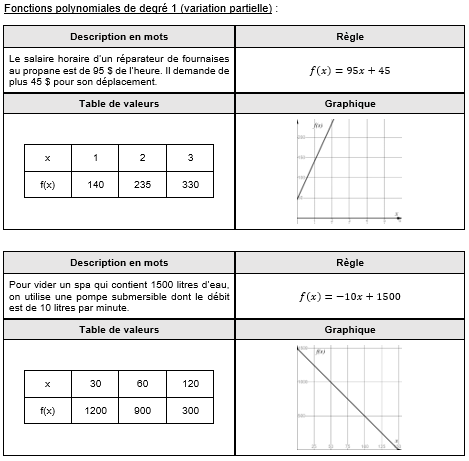 Fonctions polynomiales de degré 1 (variation partielle) :
Description en mots
Règle
Le salaire horaire d'un réparateur de fournaises
au propane est de 95 $ de l'heure. Il demande de
plus 45 $ pour son déplacement.
f(x) = 95x + 45
Table de valeurs
Graphique
x 1 2 3
f(x) 140 235 330
f(x)
x
Description en mots
Règle
Pour vider un spa qui contient 1500 litres d'eau,
on utilise une pompe submersible dont le débit
est de 10 litres par minute.
f(x) = −10x + 1500
Table de valeurs
Graphique
x 30 60 120
f(x) 1200 900 300
f(x)
x